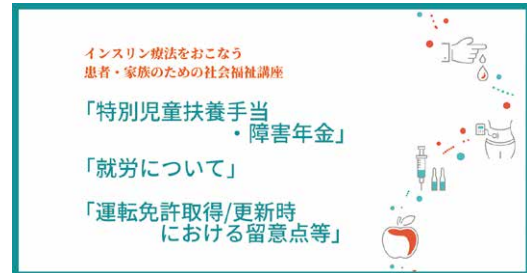 インスリン療法をおこなう
患者・家族のための社会福祉講座
「特別児童扶養手当
・障害年金」
「就労について」
「運転免許取得/更新時
における留意点等」